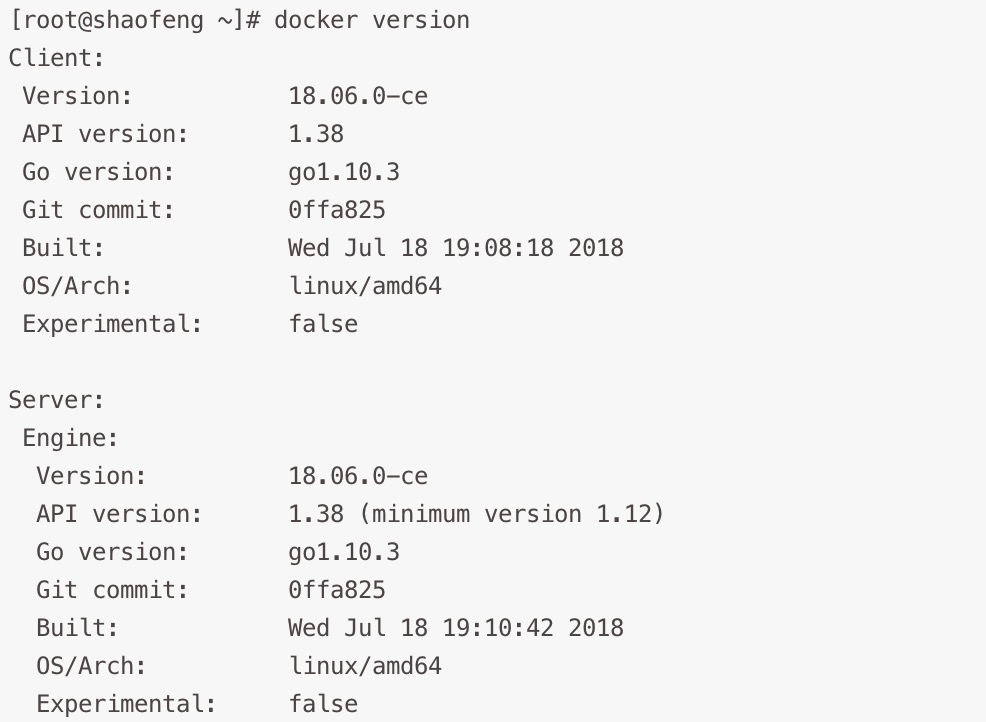 [root@shaofeng ~]# docker version
Client:
 Version:           18.06.0-ce
 API version:       1.38
 Go version:        go1.10.3
 Git commit:        0ffa825
 Built:             Wed Jul 18 19:08:18 2018
 OS/Arch:           linux/amd64
 Experimental:      false

Server:
 Engine:
  Version:          18.06.0-ce
  API version:      1.38 (minimum version 1.12)
  Go version:       go1.10.3
  Git commit:       0ffa825
  Built:            Wed Jul 18 19:10:42 2018
  OS/Arch:          linux/amd64
  Experimental:     false